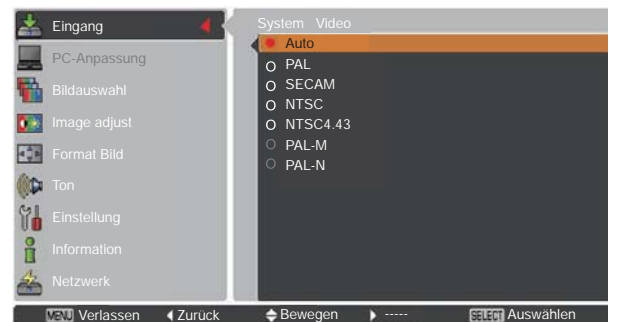 Eingang
PC-Anpassung
Bildauswahl
Image adjust
Format Bild
Ton
Einstellung
Information
Netzwerk
System Video
Auto
PAL
SECAM
NTSC
NTSC4.43
PAL-M
PAL-N
MENU Verlassen Zurück Bewegen ----- SELECT Auswählen